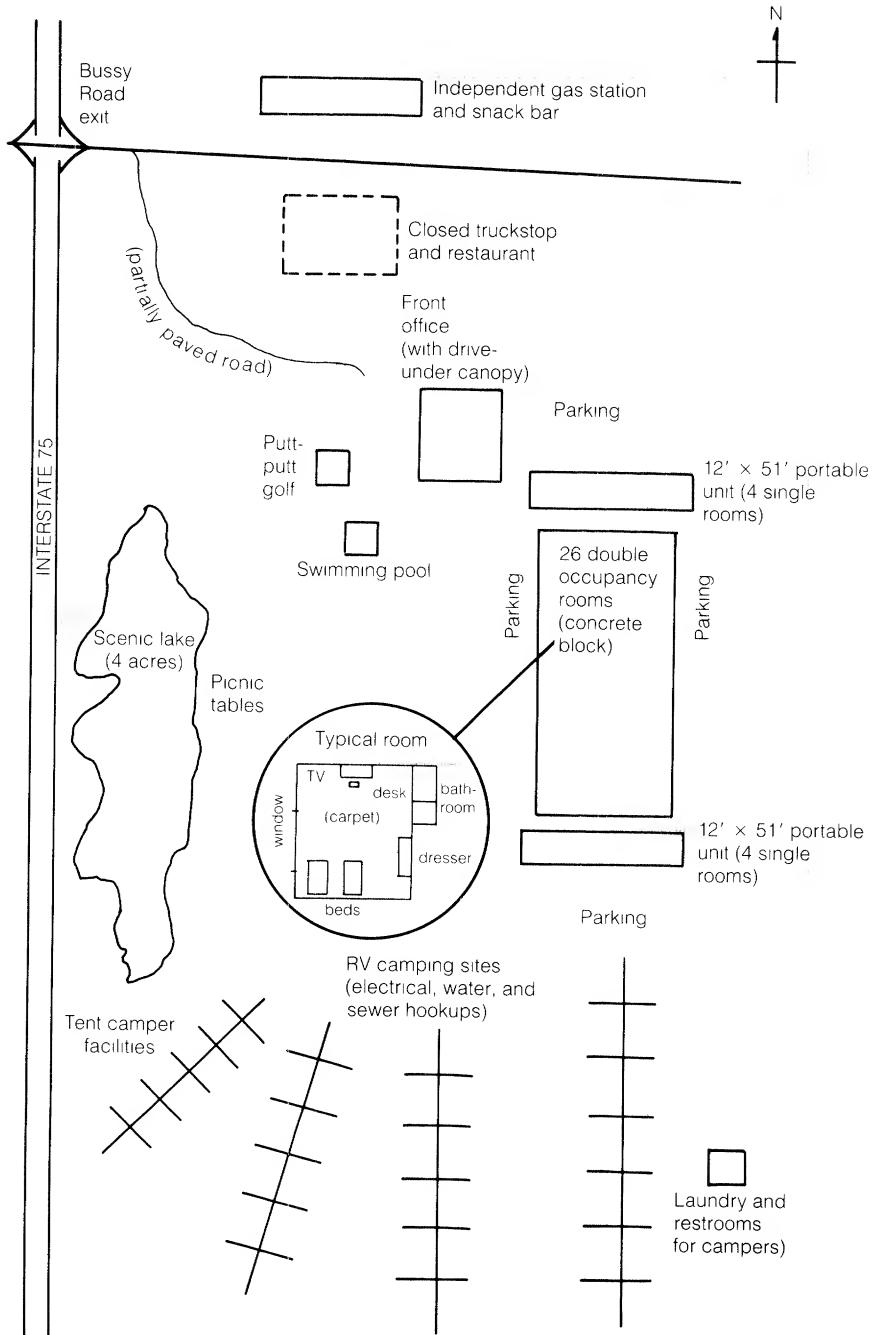 N
Bussy
Road
exit
Independent gas station
and snack bar
Closed truckstop
and restaurant
(partially paved road)
Front
office
(with drive-
under canopy)
Parking
Putt-
putt
golf
12' × 51' portable
unit (4 single
rooms)
INTERSTATE 75
Swimming pool
26 double
occupancy
rooms
(concrete
block)
Parking
Parking
Scenic lake
(4 acres)
Picnic
tables
Typical room
TV
desk
bath-
room
window
(carpet)
dresser
beds
12' × 51' portable
unit (4 single
rooms)
Parking
RV camping sites
(electrical, water, and
sewer hookups)
Tent camper
facilities
Laundry and
restrooms
for campers)